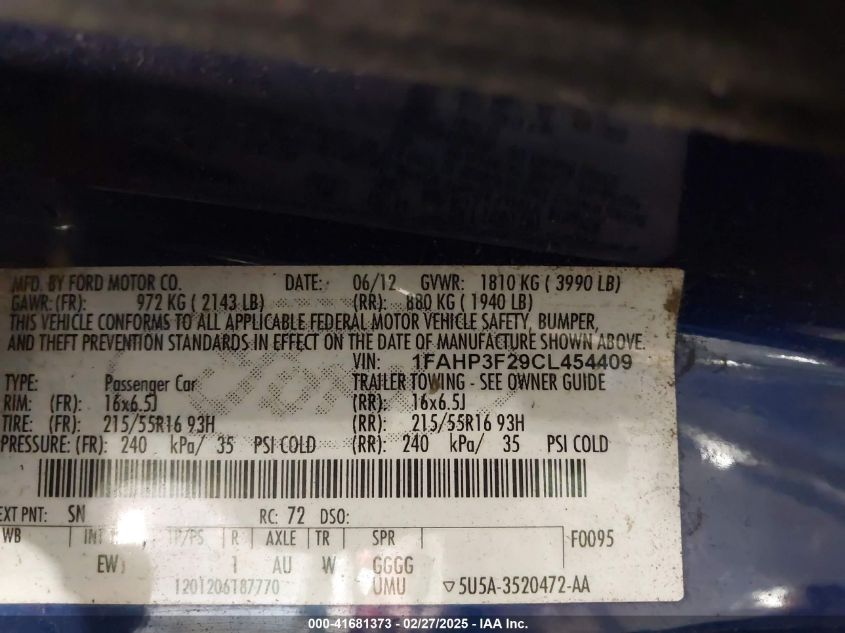 MFD. BY FORD MOTOR CO. DATE: 06/12 GVWR: 1810 KG ( 3990 LB)
GAWR:(FR): 972 KG ( 2143 LB) (RR): 880 KG ( 1940 LB)
THIS VEHICLE CONFORMS TO ALL APPLICABLE FEDERAL MOTOR VEHICLE SAFETY, BUMPER,
AND THEFT PREVENTION STANDARDS IN EFFECT ON THE DATE OF MANUFACTURE SHOWN ABOVE.
VIN: 1FAHP3F29CL454409
TYPE: Passenger Car TRAILER TOWING - SEE OWNER GUIDE
RIM: (FR): 16x6.5J (RR): 16x6.5J
TIRE: (FR): 215/55R16 93H (RR): 215/55R16 93H
PRESSURE: (FR): 240 kPa/ 35 PSI COLD (RR): 240 kPa/ 35 PSI COLD
EXT PNT: SN RC: 72 DSO:
WB INT TP/PS R AXLE TR SPR F0095
EW 1 AU W GGGG
1201206187770 UMU ▽5U5A-3520472-AA
000-41681373 - 02/27/2025 - IAA Inc.